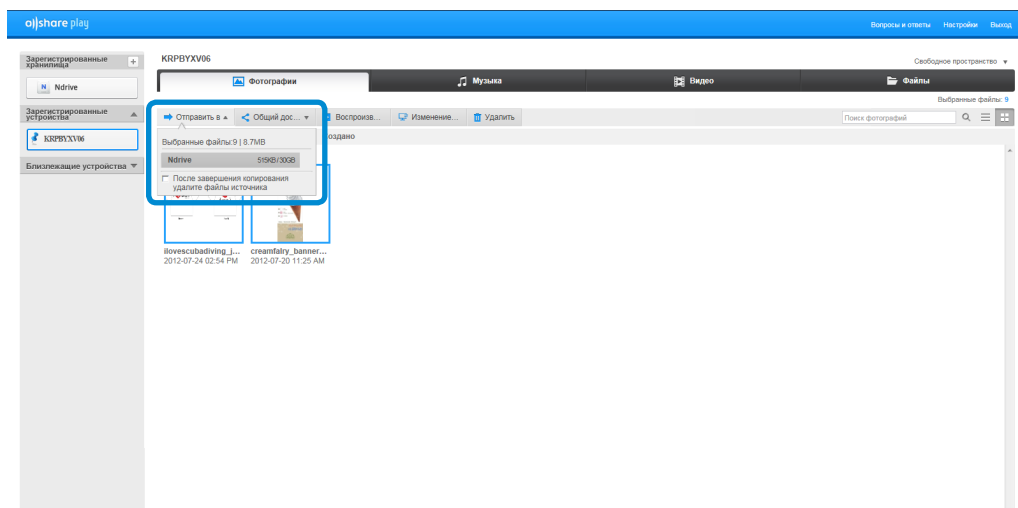 allshare play
Вопросы и ответы Настройки Выход
Зарегистрированные
хранилища
+
N Ndrive
Зарегистрированные
устройства
KRPBYXV06
Близлежащие устройства
KRPBYXV06
Свободное пространство
Фотографии Музыка Видео Файлы
Выбранные файлы: 9
Отправить в Общий дос... Воспроизв... Изменение... Удалить
Поиск фотографий
оздано
Выбранные файлы:9 | 8.7MB
Ndrive 515KB/30GB
После завершения копирования
удалите файлы источника
ilovescubadiving_j... creamfalry_banner...
2012-07-24 02:54 PM 2012-07-20 11:25 AM